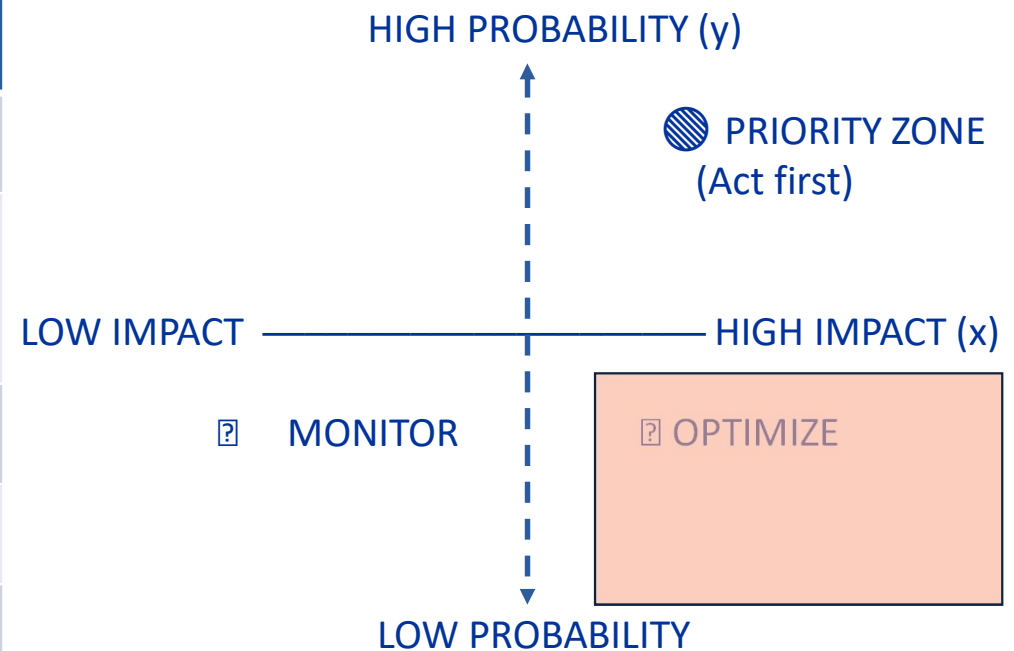 HIGH PROBABILITY (y)
PRIORITY ZONE
(Act first)
LOW IMPACT
HIGH IMPACT (x)
MONITOR
OPTIMIZE
LOW PROBABILITY